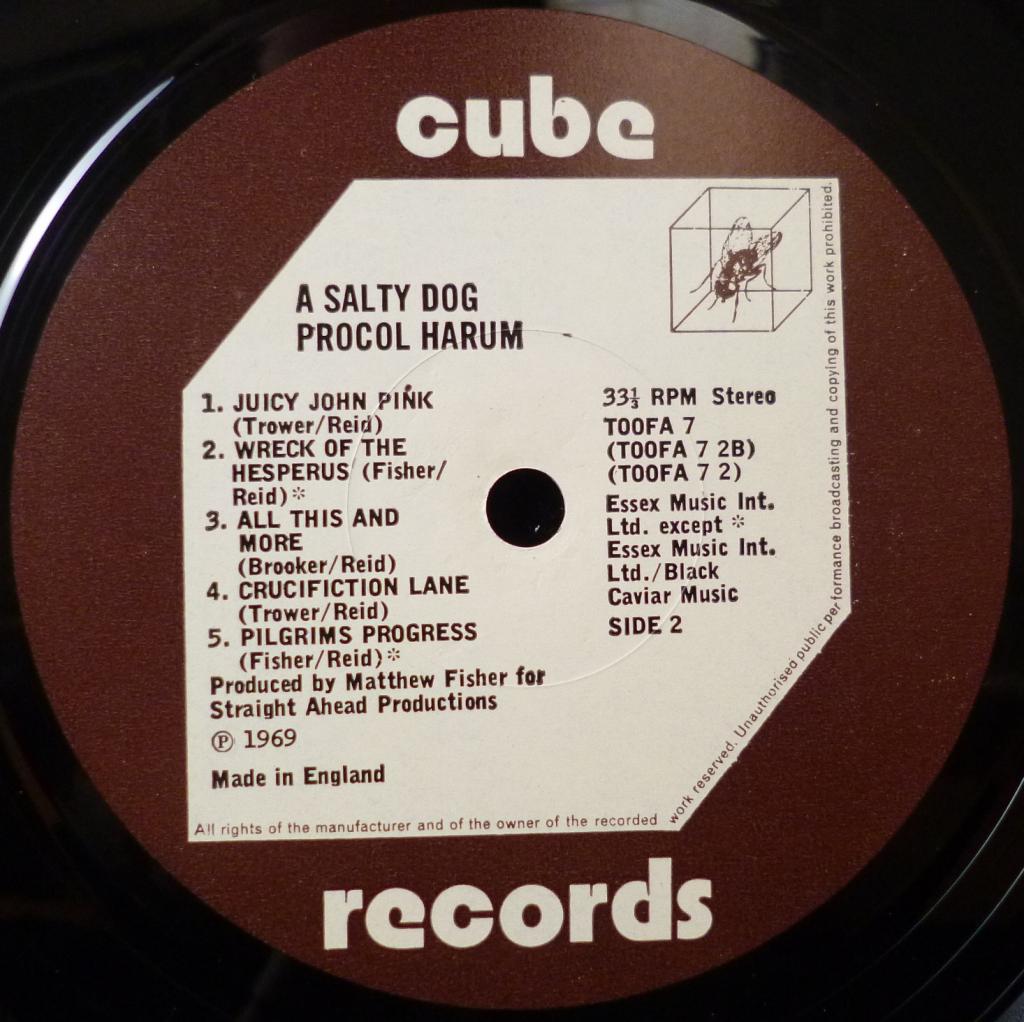 cube
A SALTY DOG
PROCOL HARUM
1. JUICY JOHN PINK
(Trower/Reid)
2. WRECK OF THE
HESPERUS (Fisher/
Reid)*
3. ALL THIS AND
MORE
(Brooker/Reid)
4. CRUCIFICTION LANE
(Trower/Reid)
5. PILGRIMS PROGRESS
(Fisher/Reid)*
Produced by Matthew Fisher for
Straight Ahead Productions
Ⓟ 1969
Made in England
33⅓ RPM Stereo
TOOFA 7
(TOOFA 7 2B)
(TOOFA 7 2)
Essex Music Int.
Ltd. except *
Essex Music Int.
Ltd./Black
Caviar Music
SIDE 2
All rights of the manufacturer and of the owner of the recorded
work reserved. Unauthorised public performance broadcasting and copying of this work prohibited.
records